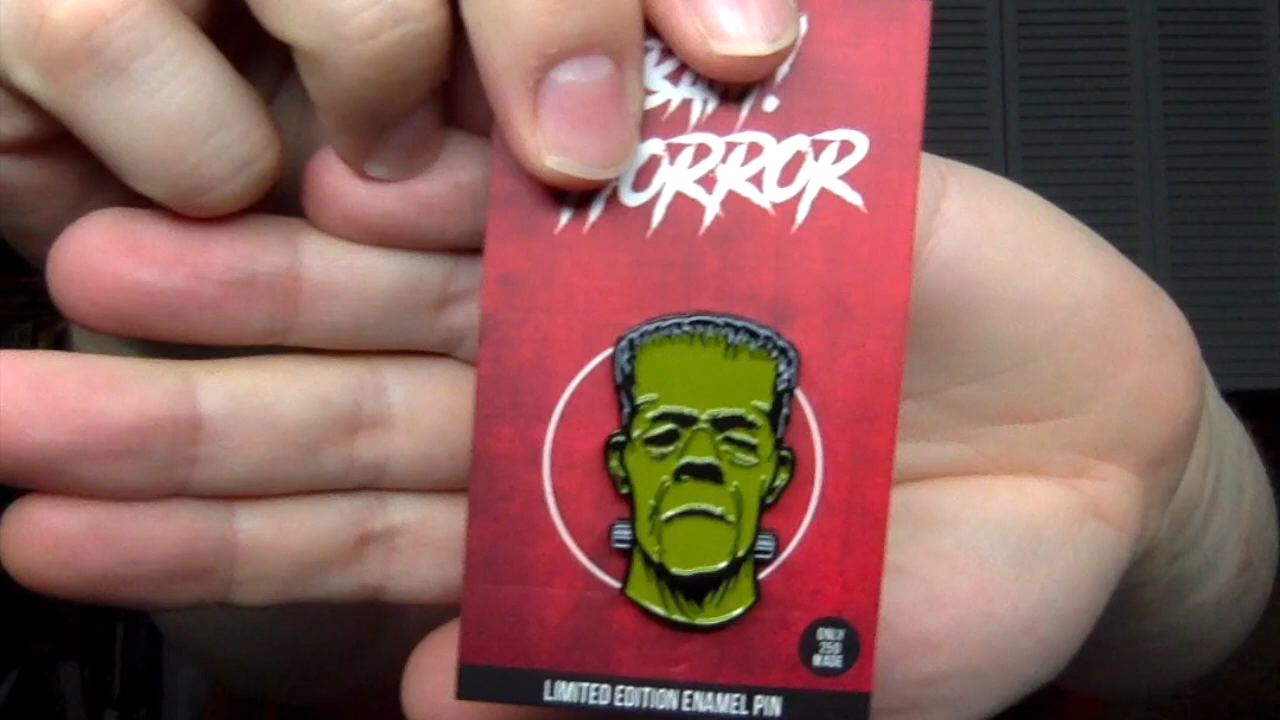 HORROR
ONLY
250
MADE
LIMITED EDITION ENAMEL PIN